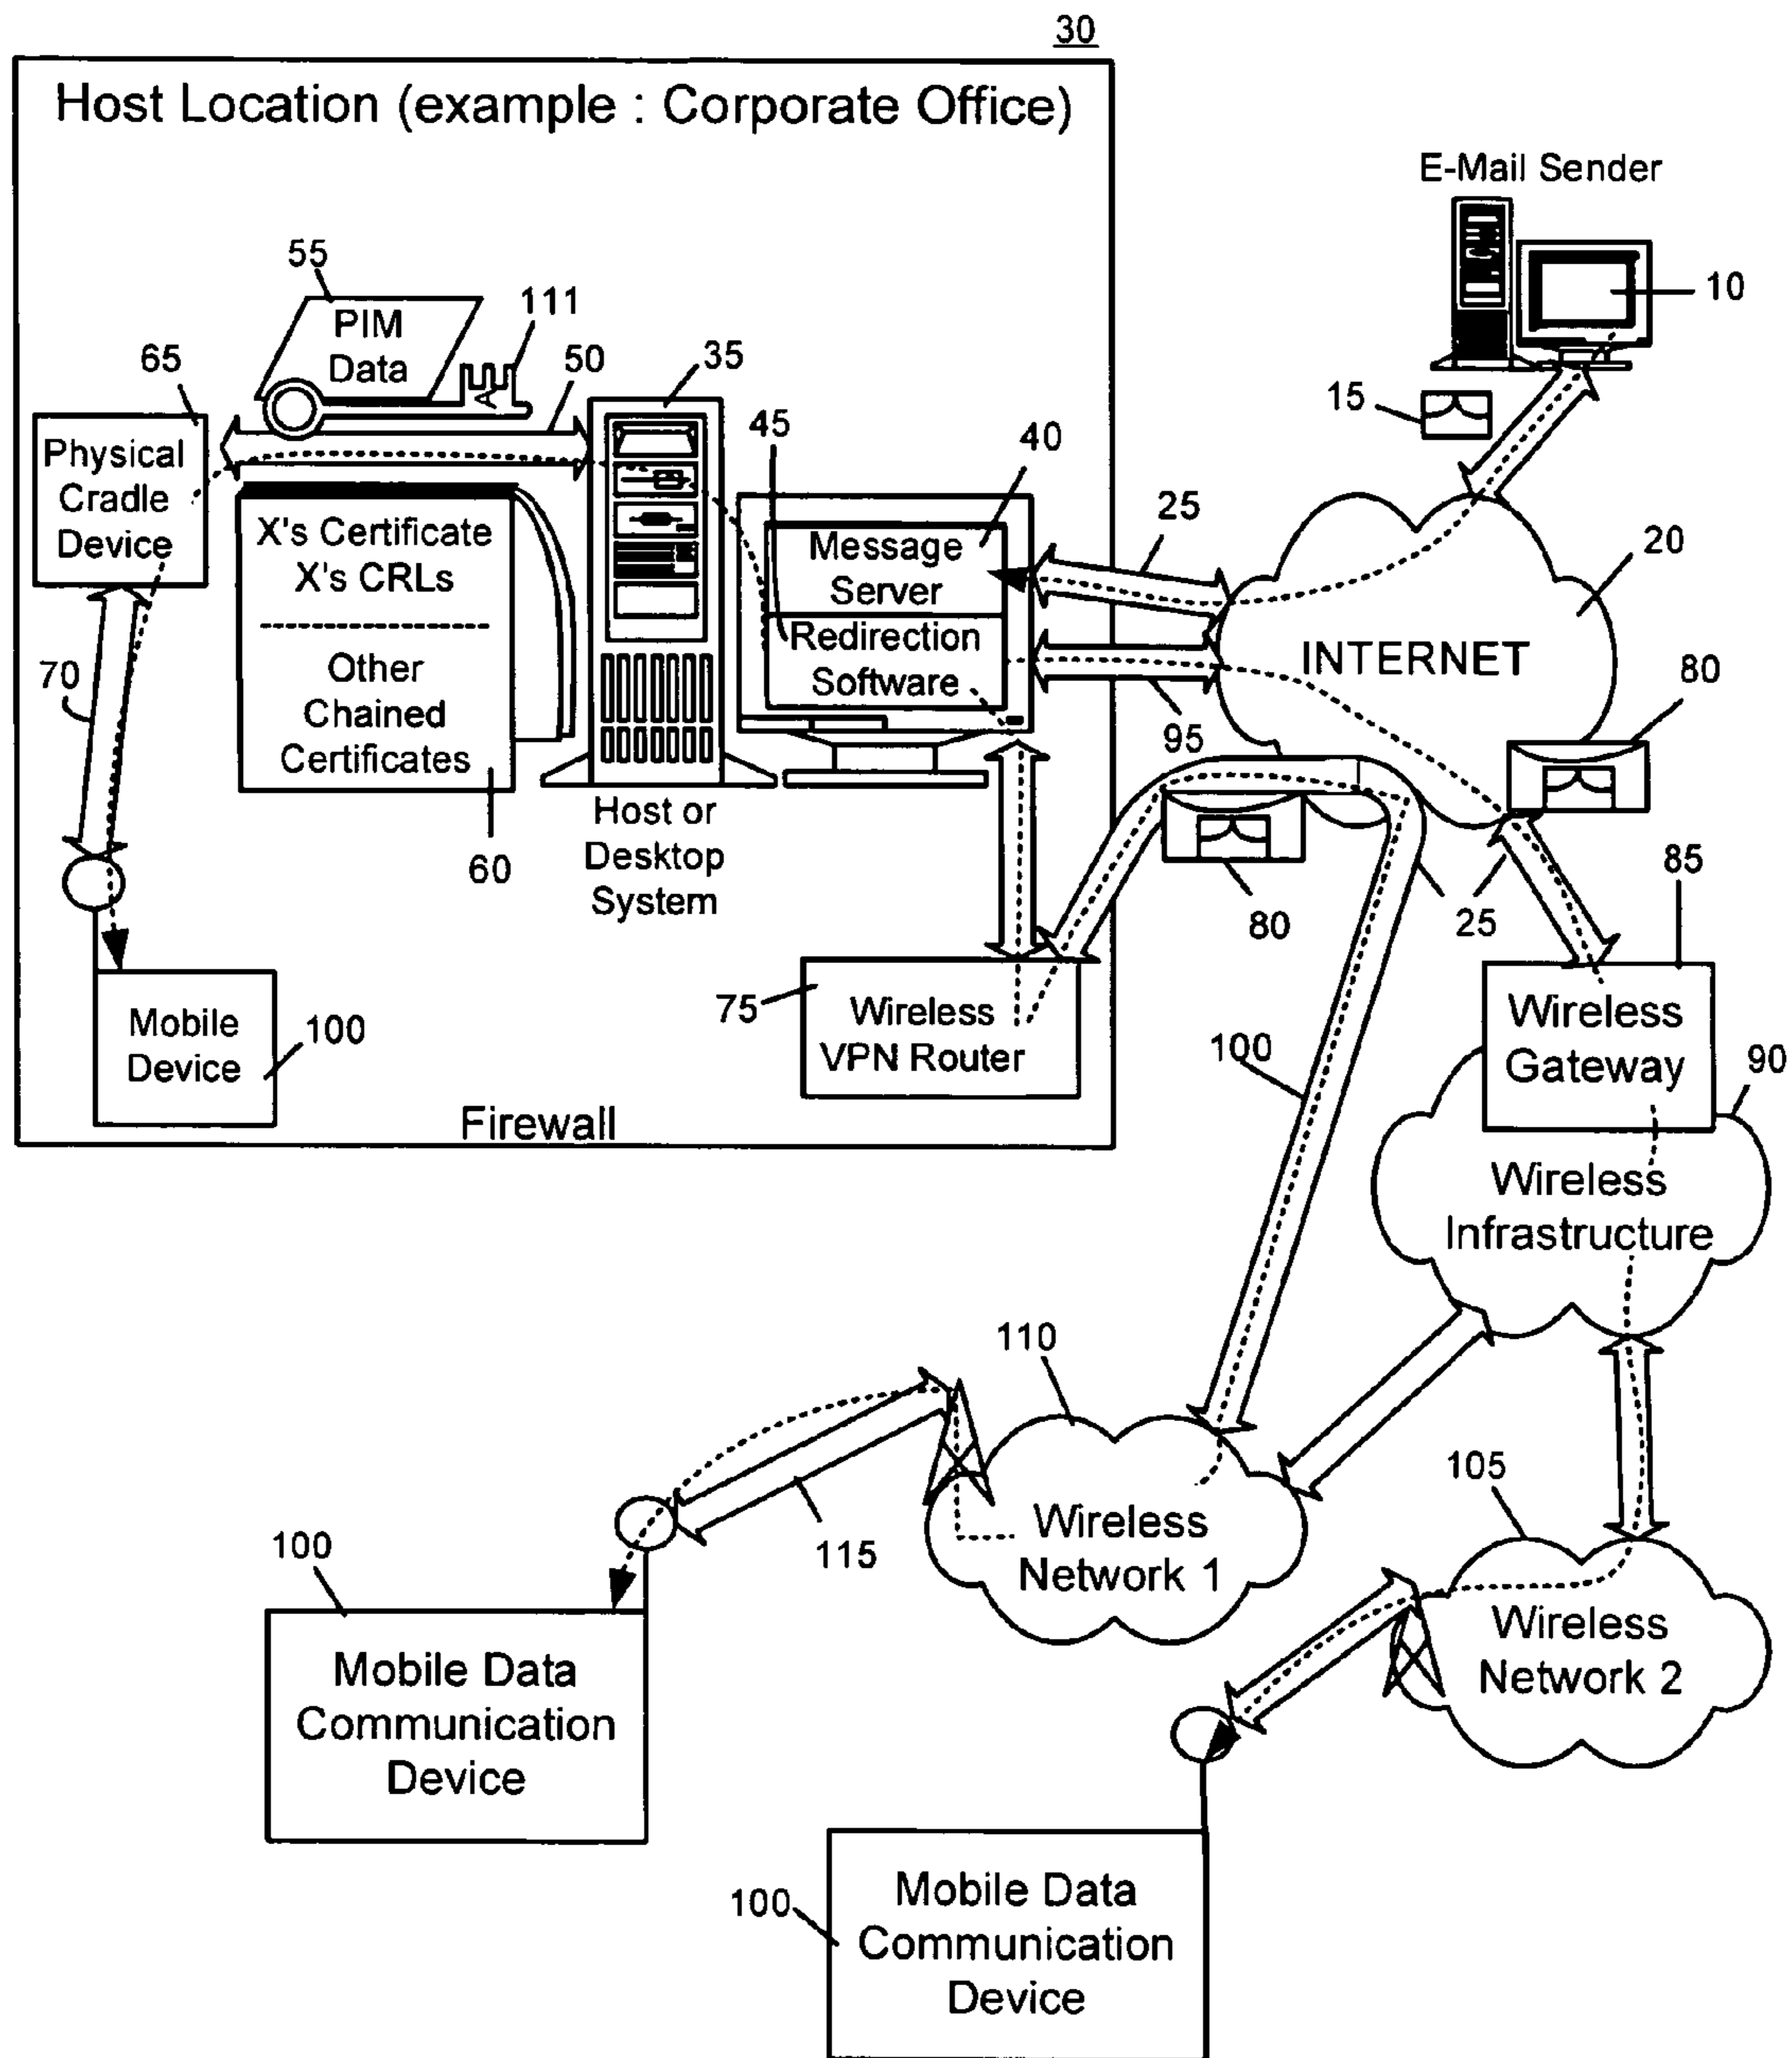 30
Host Location (example : Corporate Office)
E-Mail Sender
10
15
55
PIM
Data
111
65
50
35
45
40
25
20
Physical
Cradle
Device
X's Certificate
X's CRLs
Other
Chained
Certificates
Message
Server
Redirection
Software
INTERNET
80
70
95
60
Host or
Desktop
System
80
25
85
Mobile
Device
100
75
Wireless
VPN Router
100
Wireless
Gateway
90
Firewall
Wireless
Infrastructure
110
105
115
Wireless
Network 1
Wireless
Network 2
100
Mobile Data
Communication
Device
100
Mobile Data
Communication
Device
A